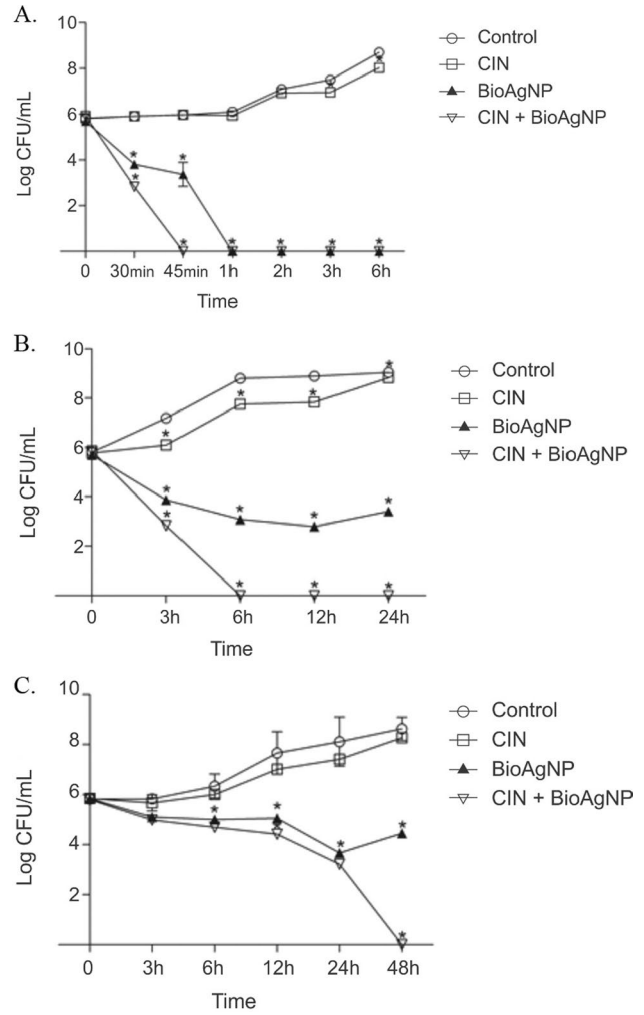 A.
10
8
6
4
2
Log CFU/mL
0 30min 45min 1h 2h 3h 6h
Time
Control
CIN
BioAgNP
CIN + BioAgNP
B.
10
8
6
4
2
Log CFU/mL
0 3h 6h 12h 24h
Time
Control
CIN
BioAgNP
CIN + BioAgNP
C.
10
8
6
4
2
Log CFU/mL
0 3h 6h 12h 24h 48h
Time
Control
CIN
BioAgNP
CIN + BioAgNP